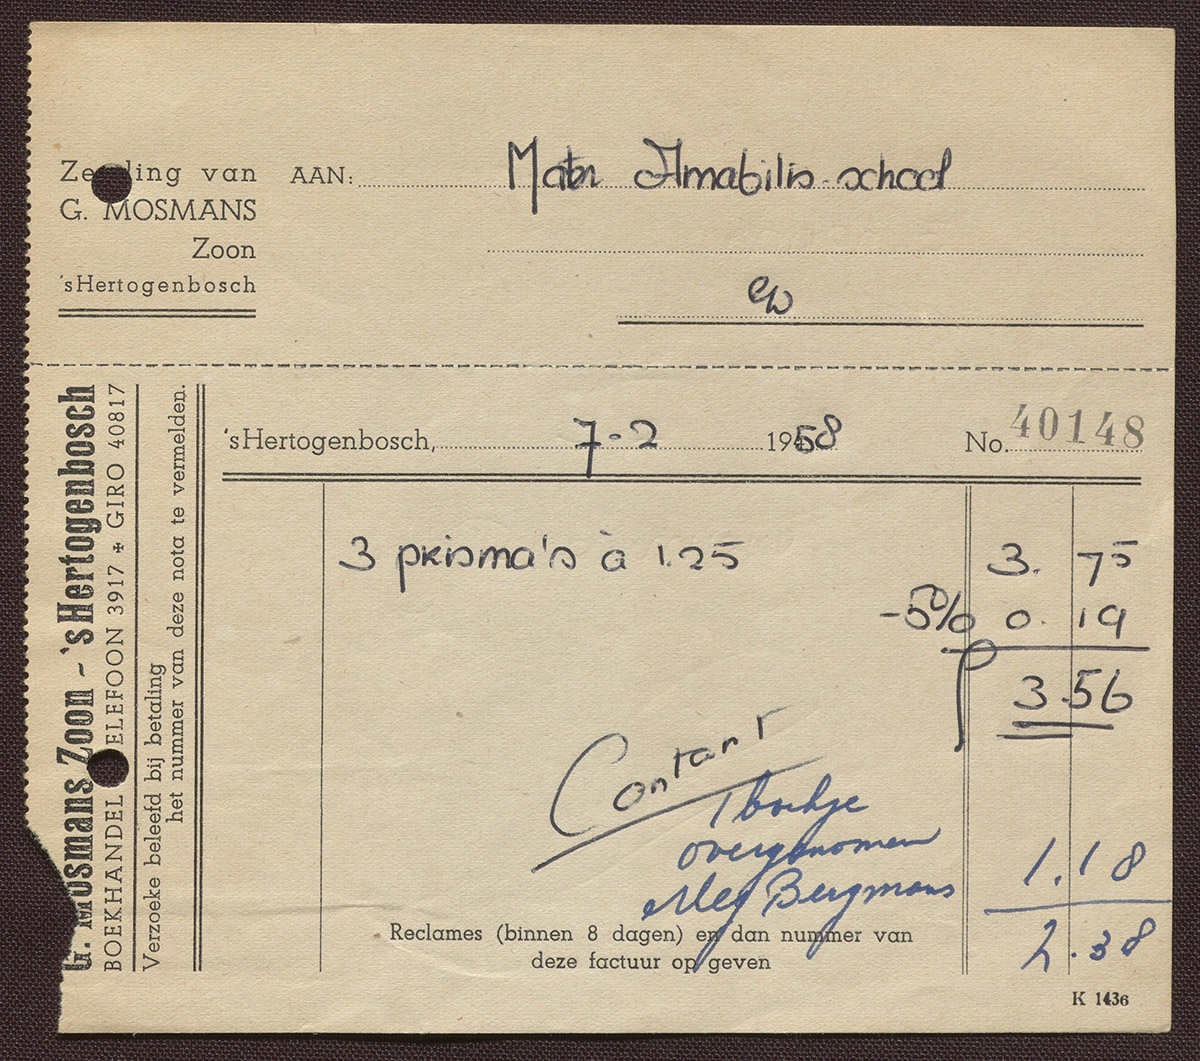 Zending van
G. MOSMANS
Zoon
'sHertogenbosch
AAN: Mater Amabilis-school
G. Mosmans Zoon - 'sHertogenbosch
BOEKHANDEL TELEFOON 3917 ✠ GIRO 40817
Verzoeke beleefd bij betaling
het nummer van deze nota te vermelden.
'sHertogenbosch, 7-2 1958 No. 40148
3 prisma's à 1.25 3. 75
-5% 0. 19
3.56
Contant
1 boekje
overgenomen 1.18
Mej Bergmans
2.38
Reclames (binnen 8 dagen) en dan nummer van
deze factuur op geven
K 1436